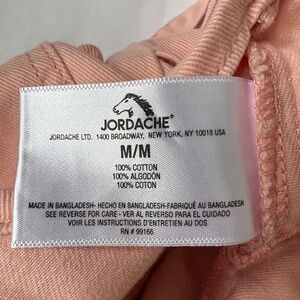 JORDACHE®
JORDACHE LTD. 1400 BROADWAY, NEW YORK, NY 10018 USA
M/M
100% COTTON
100% ALGODÓN
100% COTON
MADE IN BANGLADESH- HECHO EN BANGLADESH-FABRIQUÉ AU BANGLADESH
SEE REVERSE FOR CARE - VER AL REVERSO PARA EL CUIDADO
VOIR LES INSTRUCTIONS D'ENTRETIEN AU DOS
RN # 99166